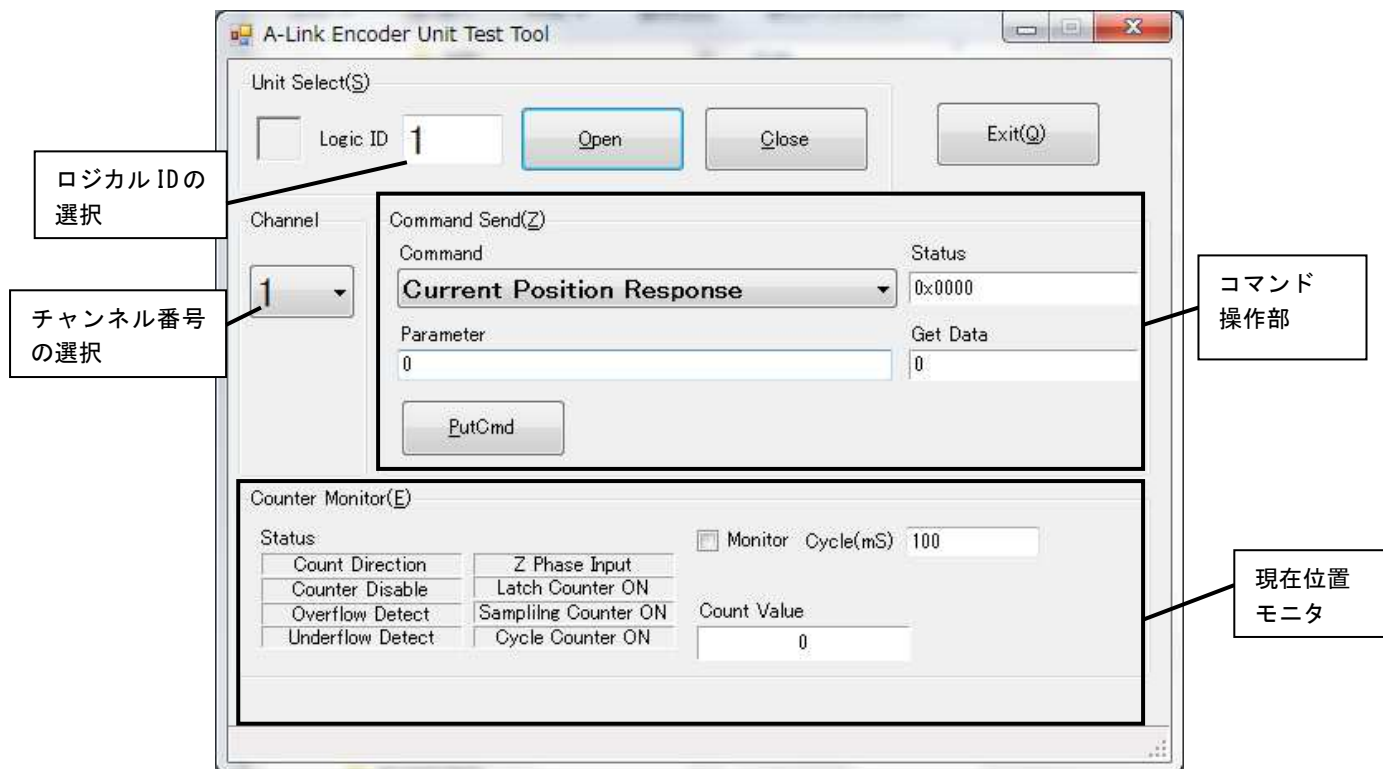 A-Link Encoder Unit Test Tool
Unit Select(S)
Logic ID
1
Open
Close
Exit(Q)
ロジカルIDの
選択
Channel
1
チャンネル番号
の選択
Command Send(Z)
Command
Current Position Response
Status
0x0000
Parameter
0
Get Data
0
PutCmd
コマンド
操作部
Counter Monitor(E)
Status
Count Direction
Z Phase Input
Counter Disable
Latch Counter ON
Overflow Detect
Samplilng Counter ON
Underflow Detect
Cycle Counter ON
Monitor
Cycle(mS)
100
Count Value
0
現在位置
モニタ